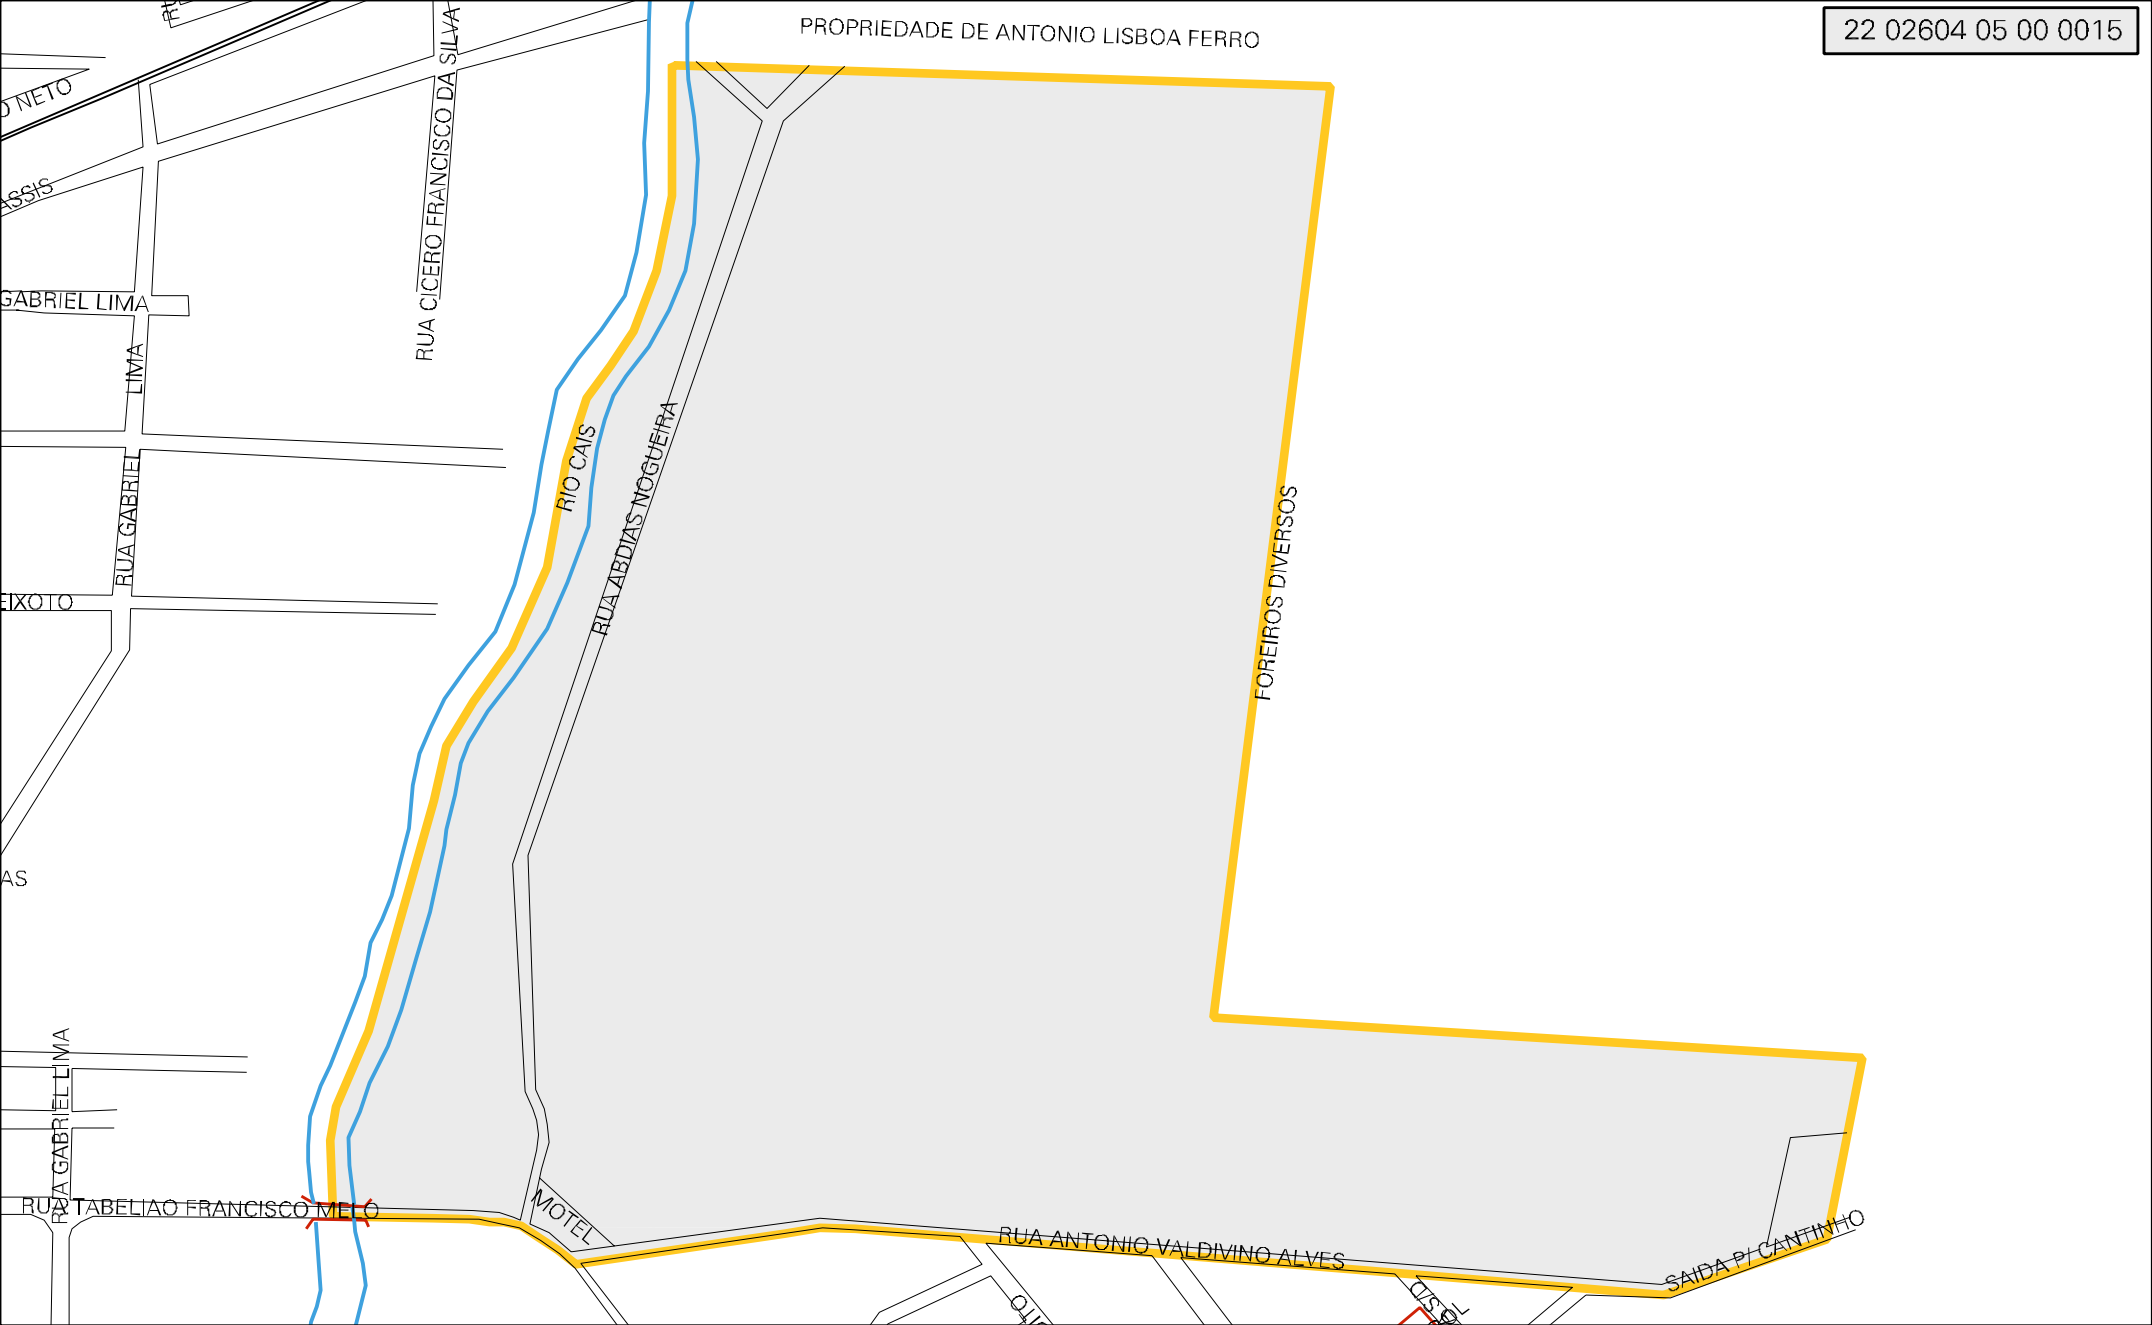 PROPRIEDADE DE ANTONIO LISBOA FERRO
22 02604 05 00 0015
RUA CICERO FRANCISCO DA SILVA
O NETO
ASSIS
GABRIEL LIMA
LIMA
RUA GABRIEL
RIO CAIS
RUA ABDIAS NOGUEIRA
FOREIROS DIVERSOS
EIXOTO
AS
RUA GABRIEL LIMA
RUA TABELIAO FRANCISCO MELO
MOTEL
RUA ANTONIO VALDIVINO ALVES
SAIDA P/ CANTINHO